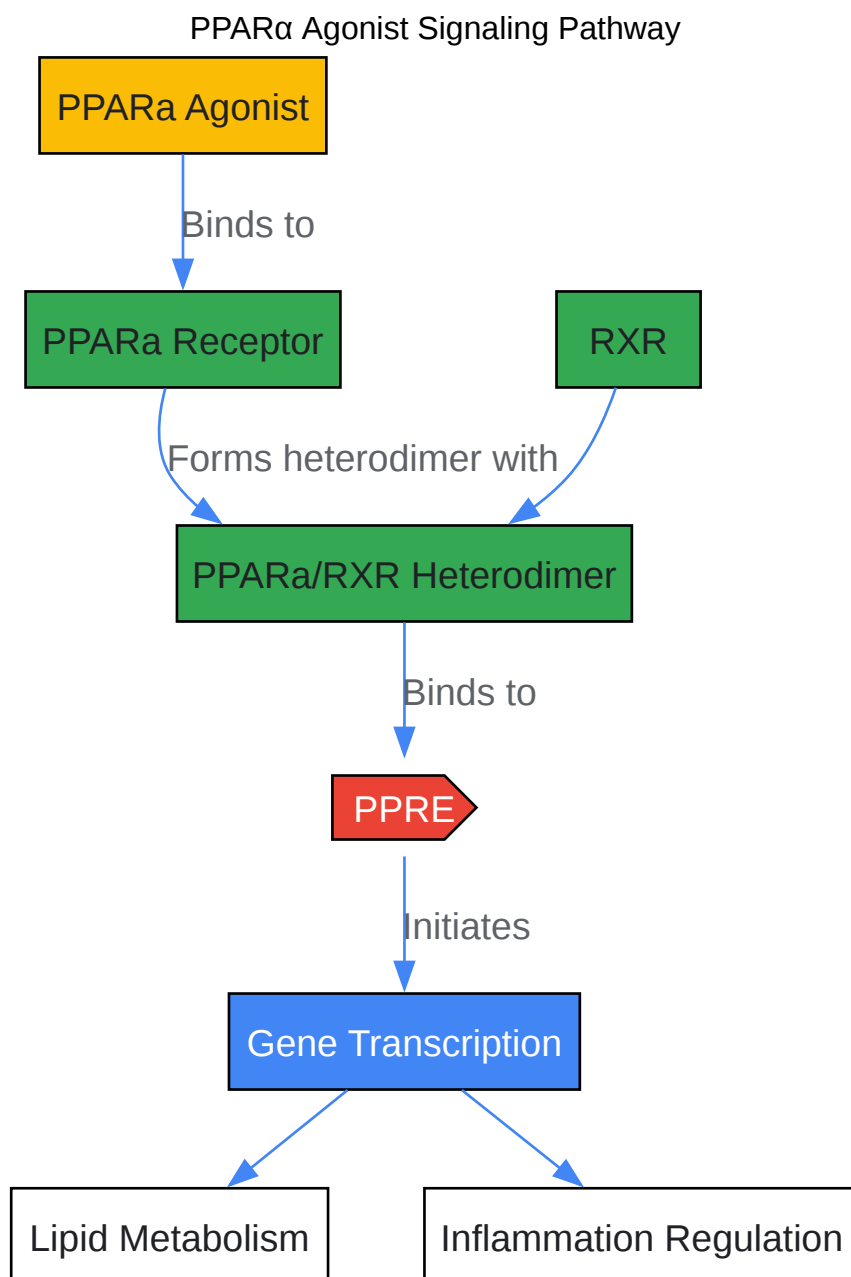 PPARα Agonist Signaling Pathway
PPARa Agonist
Binds to
PPARa Receptor
RXR
Forms heterodimer with
PPARa/RXR Heterodimer
Binds to
PPRE
Initiates
Gene Transcription
Lipid Metabolism
Inflammation Regulation